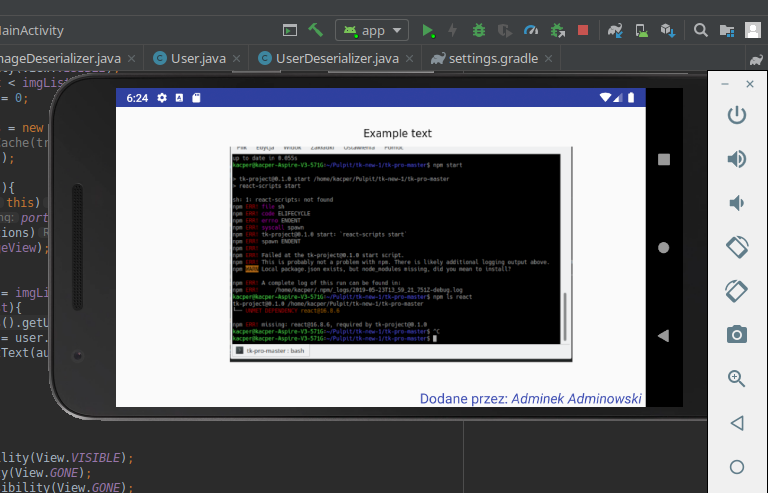 MainActivity
app
nageDeserializer.java
User.java
UserDeserializer.java
settings.gradle
< imgLi
= 0;
= new
Cache(tr
);
){
this)
port
ions)
geView);
= imgLi
t){
().getU
= user.
tText(au
lity(View.VISIBLE);
y(View.GONE);
sibility(View.GONE);
6:24
Example text
Plik Edycja Widok Zakładki Ustawienia Pomoc
up to date in 0.855s
kacper@kacper-Aspire-V3-571G:~/Pulpit/tk-new-1/tk-pro-master$ npm start
> tk-project@0.1.0 start /home/kacper/Pulpit/tk-new-1/tk-pro-master
> react-scripts start
sh: 1: react-scripts: not found
npm ERR! file sh
npm ERR! code ELIFECYCLE
npm ERR! errno ENOENT
npm ERR! syscall spawn
npm ERR! tk-project@0.1.0 start: `react-scripts start`
npm ERR! spawn ENOENT
npm ERR!
npm ERR! Failed at the tk-project@0.1.0 start script.
npm ERR! This is probably not a problem with npm. There is likely additional logging output above.
npm WARN Local package.json exists, but node_modules missing, did you mean to install?
npm ERR! A complete log of this run can be found in:
npm ERR! /home/kacper/.npm/_logs/2019-05-23T13_59_21_751Z-debug.log
kacper@kacper-Aspire-V3-571G:~/Pulpit/tk-new-1/tk-pro-master$ npm ls react
tk-project@0.1.0 /home/kacper/Pulpit/tk-new-1/tk-pro-master
└── UNMET DEPENDENCY react@16.8.6
npm ERR! missing: react@16.8.6, required by tk-project@0.1.0
kacper@kacper-Aspire-V3-571G:~/Pulpit/tk-new-1/tk-pro-master$ ^C
kacper@kacper-Aspire-V3-571G:~/Pulpit/tk-new-1/tk-pro-master$
tk-pro-master : bash
Dodane przez: Adminek Adminowski